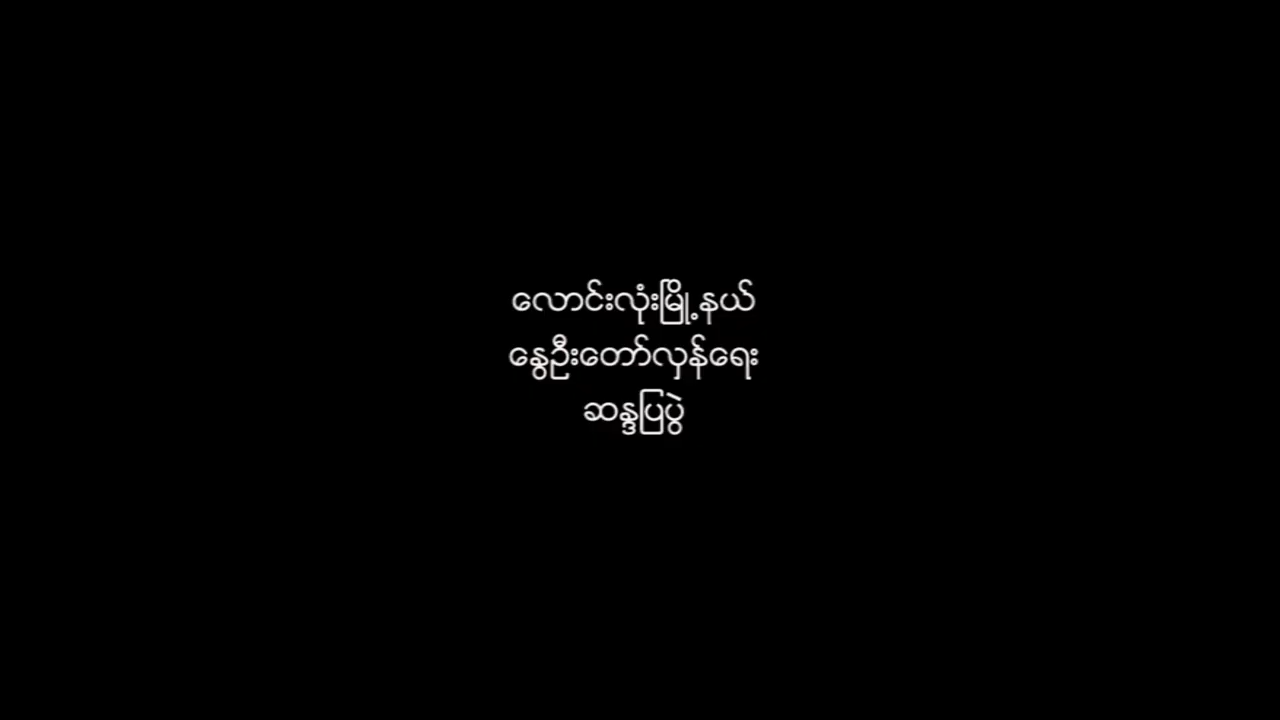 လောင်းလုံးမြို့နယ်
နွေဦးတော်လှန်ရေး
ဆန္ဒပြပွဲ